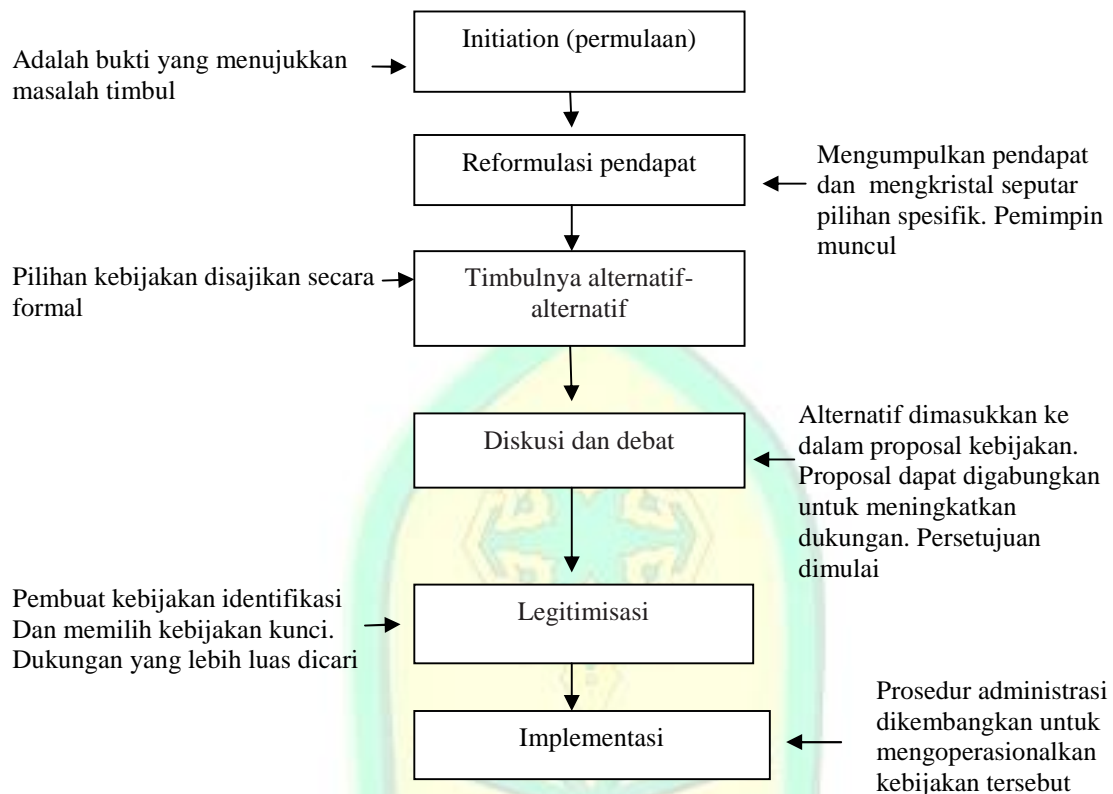 Initiation (permulaan)
Adalah bukti yang menujukkan
masalah timbul
Reformulasi pendapat
Mengumpulkan pendapat
dan mengkristal seputar
pilihan spesifik. Pemimpin
muncul
Pilihan kebijakan disajikan secara
formal
Timbulnya alternatif-
alternatif
Diskusi dan debat
Alternatif dimasukkan ke
dalam proposal kebijakan.
Proposal dapat digabungkan
untuk meningkatkan
dukungan. Persetujuan
dimulai
Pembuat kebijakan identifikasi
Dan memilih kebijakan kunci.
Dukungan yang lebih luas dicari
Legitimisasi
Implementasi
Prosedur administrasi
dikembangkan untuk
mengoperasionalkan
kebijakan tersebut